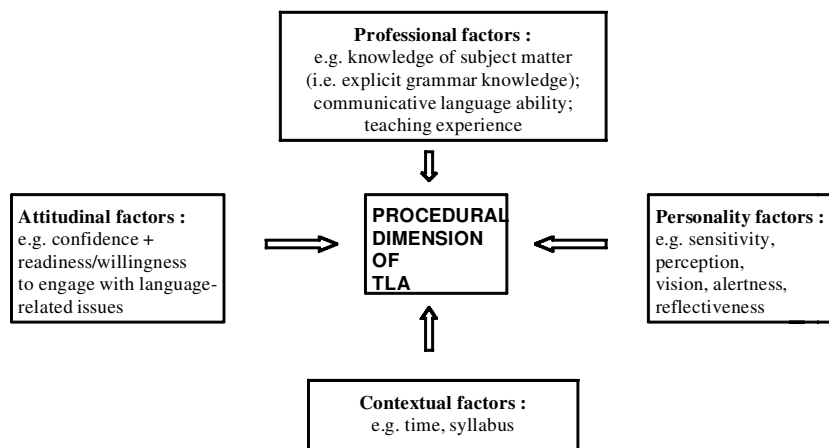 Professional factors :
e.g. knowledge of subject matter
(i.e. explicit grammar knowledge);
communicative language ability;
teaching experience
Attitudinal factors :
e.g. confidence +
readiness/willingness
to engage with language-
related issues
PROCEDURAL
DIMENSION
OF
TLA
Personality factors :
e.g. sensitivity,
perception,
vision, alertness,
reflectiveness
Contextual factors :
e.g. time, syllabus